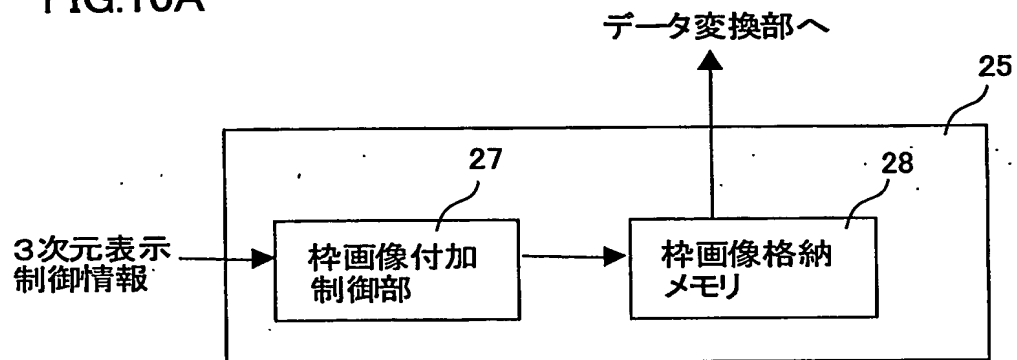 FIG.10A
データ変換部へ
25
27
28
3次元表示
制御情報
枠画像付加
制御部
枠画像格納
メモリ